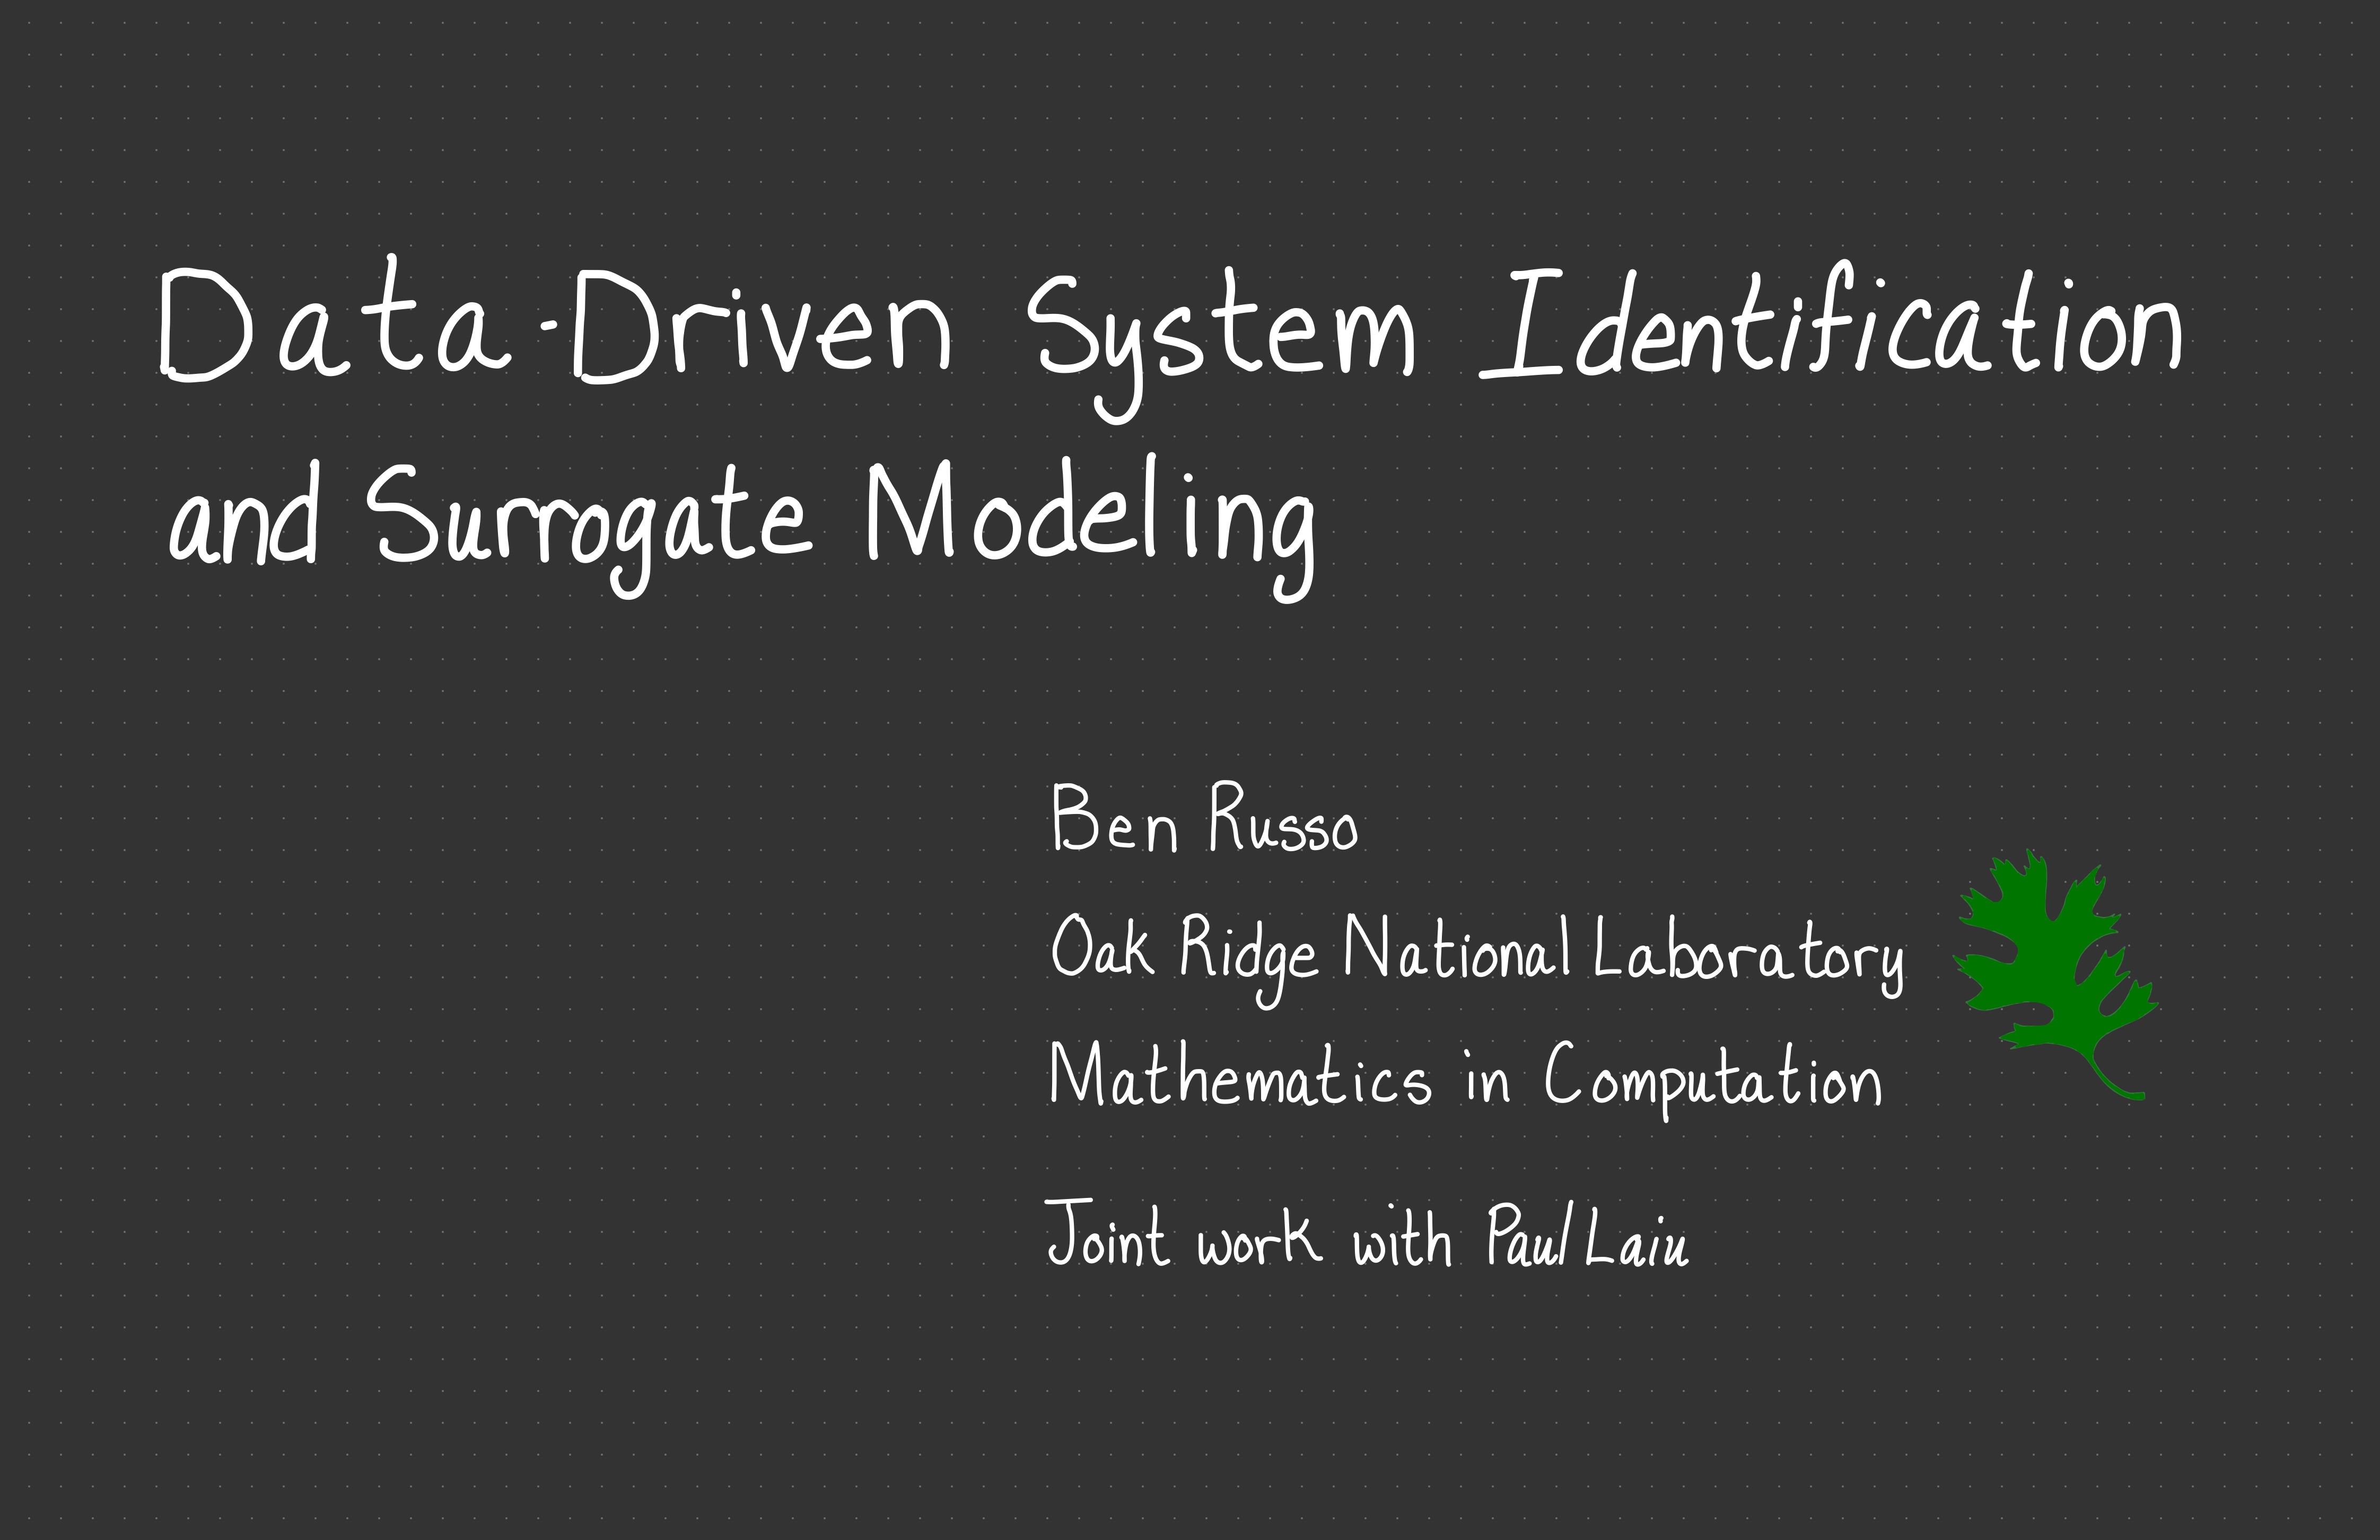 Data-Driven System Identification
and Surrogate Modeling
Ben Russo
Oak Ridge National Laboratory
Mathematics in Computation
Joint work with Paul Laiu